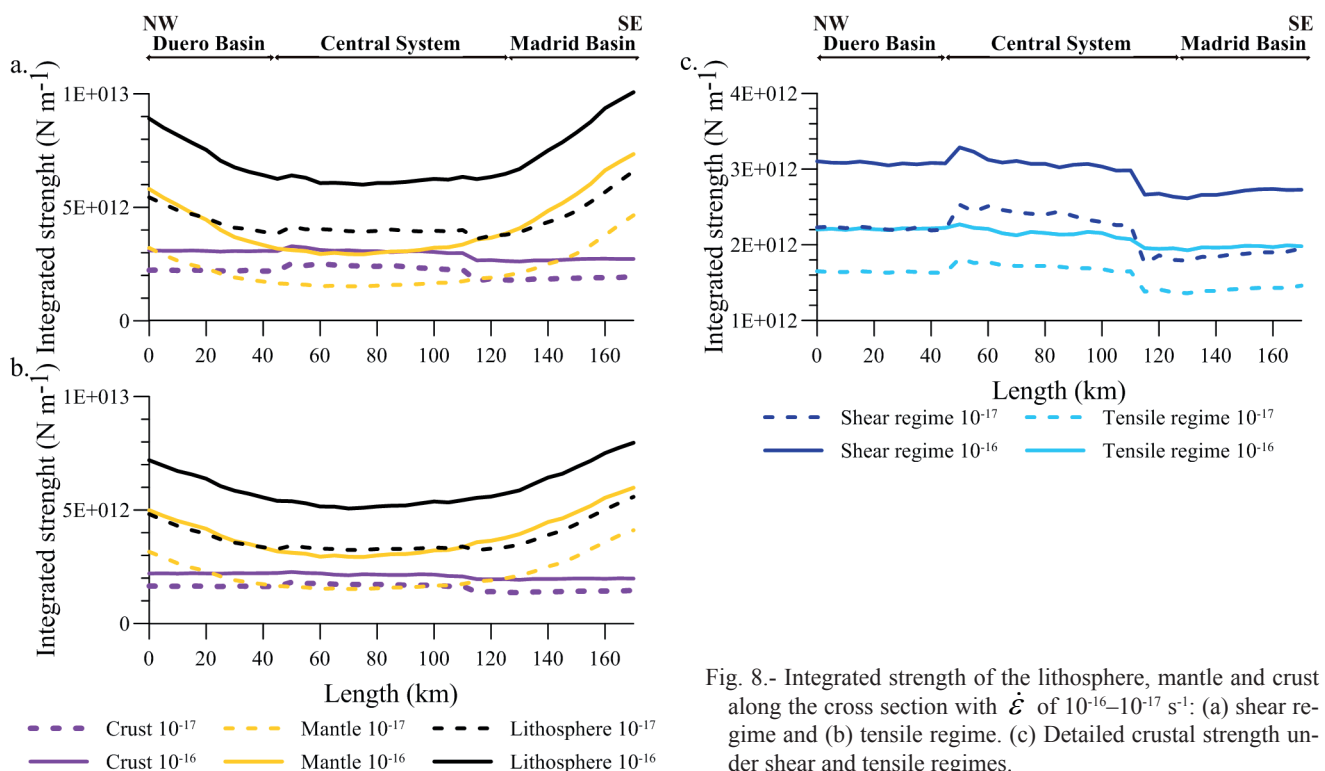 NW SE
Duero Basin Central System Madrid Basin
a.
Integrated strenght (N m-1)
1E+013
5E+012
0
0 20 40 60 80 100 120 140 160
b.
Integrated strenght (N m-1)
1E+013
5E+012
0
0 20 40 60 80 100 120 140 160
Length (km)
Crust 10-17 Mantle 10-17 Lithosphere 10-17
Crust 10-16 Mantle 10-16 Lithosphere 10-16
NW SE
Duero Basin Central System Madrid Basin
c.
Integrated strength (N m-1)
4E+012
3E+012
2E+012
1E+012
0 20 40 60 80 100 120 140 160
Length (km)
Shear regime 10-17 Tensile regime 10-17
Shear regime 10-16 Tensile regime 10-16
Fig. 8.- Integrated strength of the lithosphere, mantle and crust
along the cross section with ε̇ of 10-16–10-17 s-1: (a) shear re-
gime and (b) tensile regime. (c) Detailed crustal strength un-
der shear and tensile regimes.